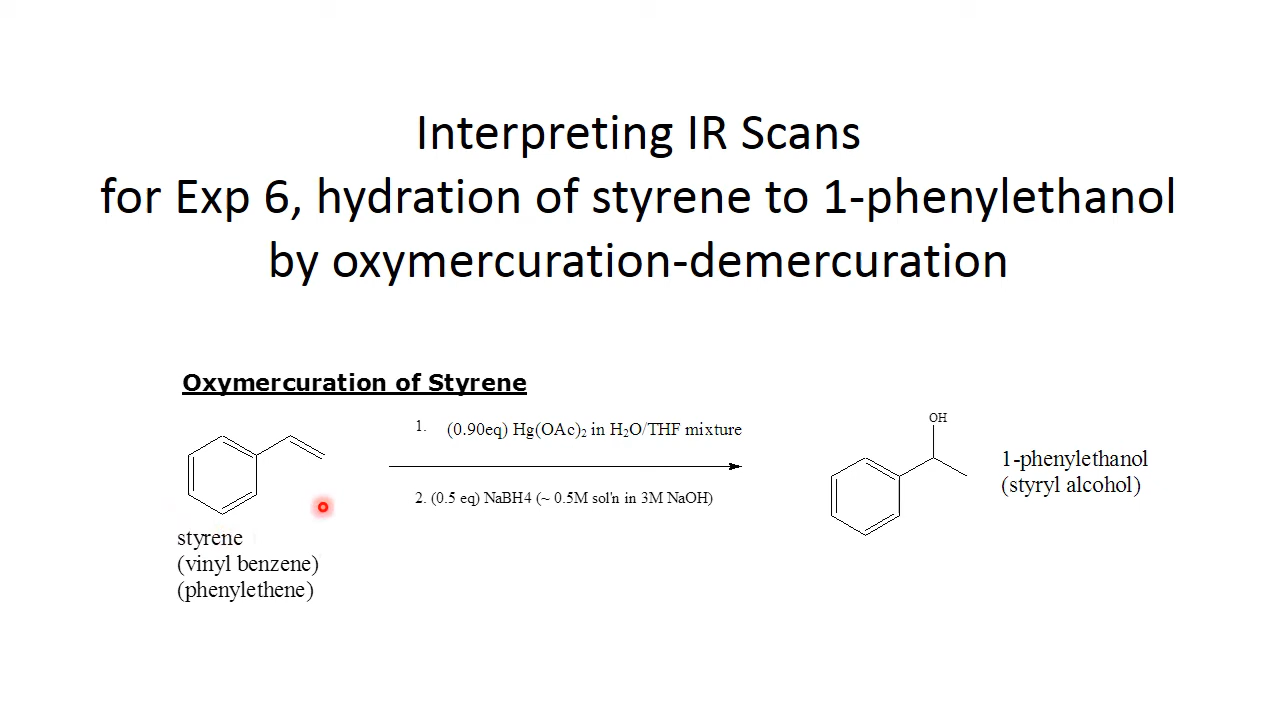 Interpreting IR Scans
for Exp 6, hydration of styrene to 1-phenylethanol
by oxymercuration-demercuration
Oxymercuration of Styrene
1. (0.90eq) Hg(OAc)₂ in H₂O/THF mixture
2. (0.5 eq) NaBH4 (~ 0.5M sol'n in 3M NaOH)
OH
1-phenylethanol
(styryl alcohol)
styrene
(vinyl benzene)
(phenylethene)